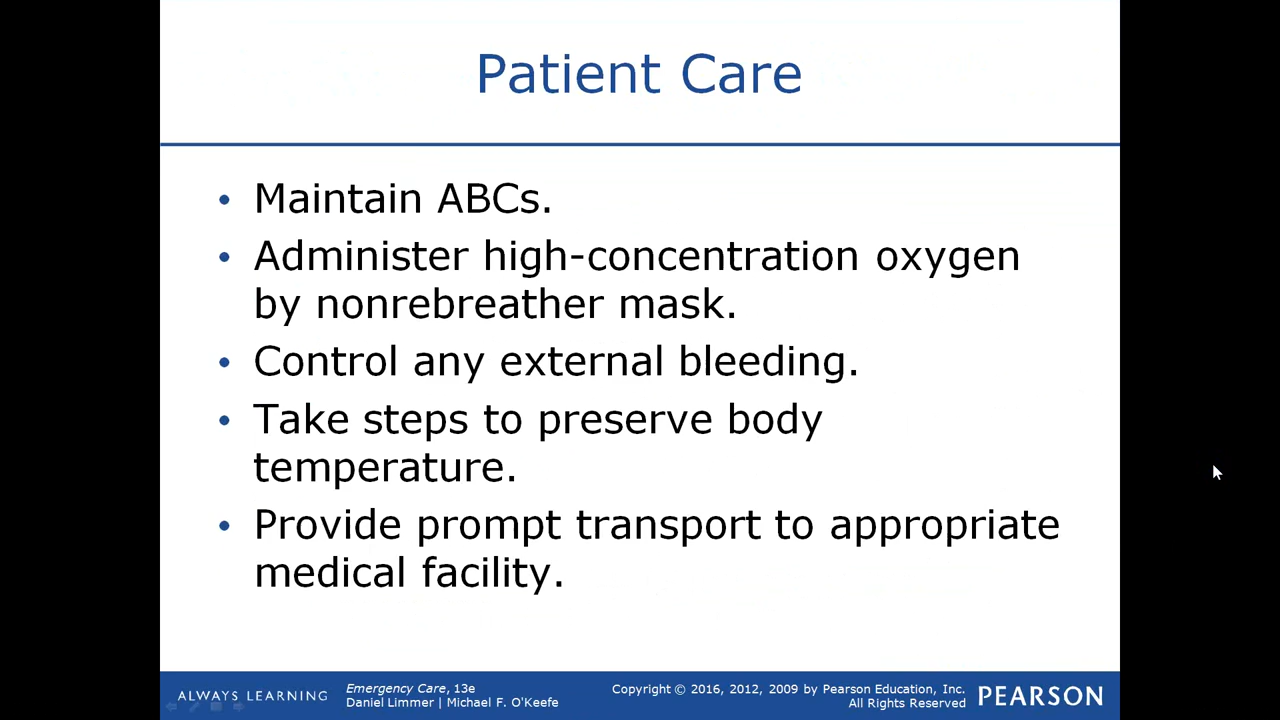 Patient Care
• Maintain ABCs.
• Administer high-concentration oxygen
by nonrebreather mask.
• Control any external bleeding.
• Take steps to preserve body
temperature.
• Provide prompt transport to appropriate
medical facility.
ALWAYS LEARNING
Emergency Care, 13e
Daniel Limmer | Michael F. O'Keefe
Copyright © 2016, 2012, 2009 by Pearson Education, Inc.
All Rights Reserved
PEARSON